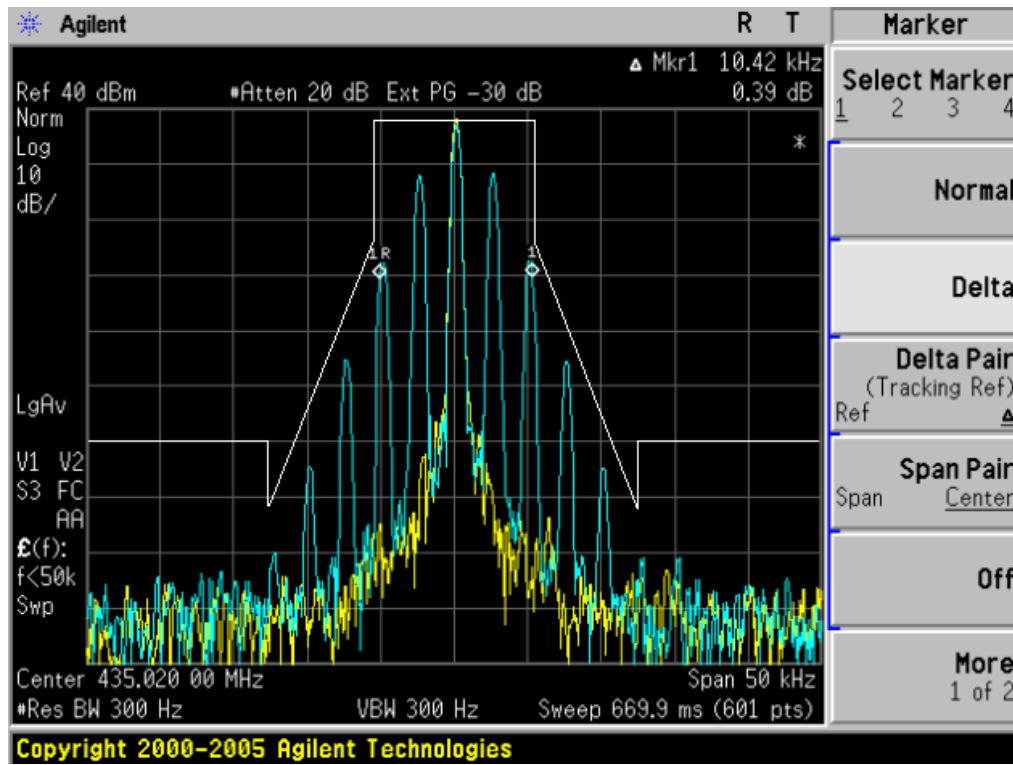 Agilent R T Marker
Δ Mkr1 10.42 kHz
Ref 40 dBm #Atten 20 dB Ext PG -30 dB 0.39 dB
Norm
Log
10
dB/
1R
1
*
LgAv
V1 V2
S3 FC
AA
£(f):
f<50k
Swp
Center 435.020 00 MHz Span 50 kHz
#Res BW 300 Hz VBW 300 Hz Sweep 669.9 ms (601 pts)
Copyright 2000-2005 Agilent Technologies
Select Marker
1 2 3 4
Normal
Delta
Delta Pair
(Tracking Ref)
Ref Δ
Span Pair
Span Center
Off
More
1 of 2